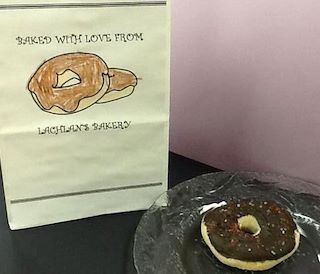 BAKED WITH LOVE FROM
LACHLAN'S BAKERY